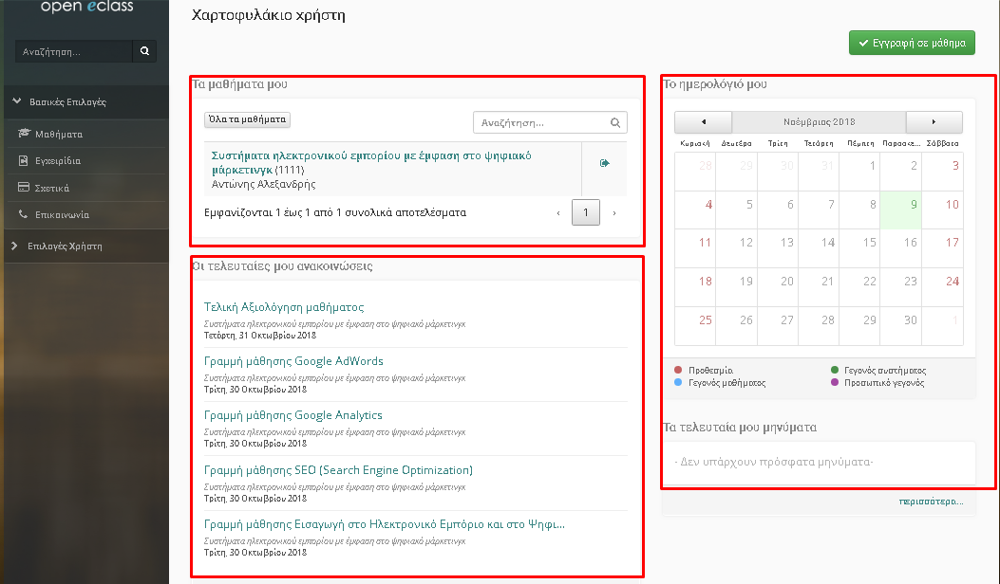 open eclass
Αναζήτηση...
Βασικές Επιλογές
Μαθήματα
Εγχειρίδια
Σχετικά
Επικοινωνία
Επιλογές Χρήστη
Χαρτοφυλάκιο χρήστη
Εγγραφή σε μάθημα
Τα μαθήματα μου
Όλα τα μαθήματα
Αναζήτηση...
Συστήματα ηλεκτρονικού εμπορίου με έμφαση στο ψηφιακό
μάρκετινγκ (1111)
Αντώνης Αλεξανδρής
Εμφανίζονται 1 έως 1 από 1 συνολικά αποτελέσματα
‹ 1 ›
Οι τελευταίες μου ανακοινώσεις
Τελική Αξιολόγηση μαθήματος
Συστήματα ηλεκτρονικού εμπορίου με έμφαση στο ψηφιακό μάρκετινγκ
Τετάρτη, 31 Οκτωβρίου 2018
Γραμμή μάθησης Google AdWords
Συστήματα ηλεκτρονικού εμπορίου με έμφαση στο ψηφιακό μάρκετινγκ
Τρίτη, 30 Οκτωβρίου 2018
Γραμμή μάθησης Google Analytics
Συστήματα ηλεκτρονικού εμπορίου με έμφαση στο ψηφιακό μάρκετινγκ
Τρίτη, 30 Οκτωβρίου 2018
Γραμμή μάθησης SEO (Search Engine Optimization)
Συστήματα ηλεκτρονικού εμπορίου με έμφαση στο ψηφιακό μάρκετινγκ
Τρίτη, 30 Οκτωβρίου 2018
Γραμμή μάθησης Εισαγωγή στο Ηλεκτρονικό Εμπόριο και στο Ψηφι...
Συστήματα ηλεκτρονικού εμπορίου με έμφαση στο ψηφιακό μάρκετινγκ
Τρίτη, 30 Οκτωβρίου 2018
Το ημερολόγιό μου
Νοέμβριος 2018
Κυριακή Δευτέρα Τρίτη Τετάρτη Πέμπτη Παρασκε... Σάββατο
28 29 30 31 1 2 3
4 5 6 7 8 9 10
11 12 13 14 15 16 17
18 19 20 21 22 23 24
25 26 27 28 29 30 1
Προθεσμία Γεγονός συστήματος
Γεγονός μαθήματος Προσωπικό γεγονός
Τα τελευταία μου μηνύματα
- Δεν υπάρχουν πρόσφατα μηνύματα-
περισσότερα...